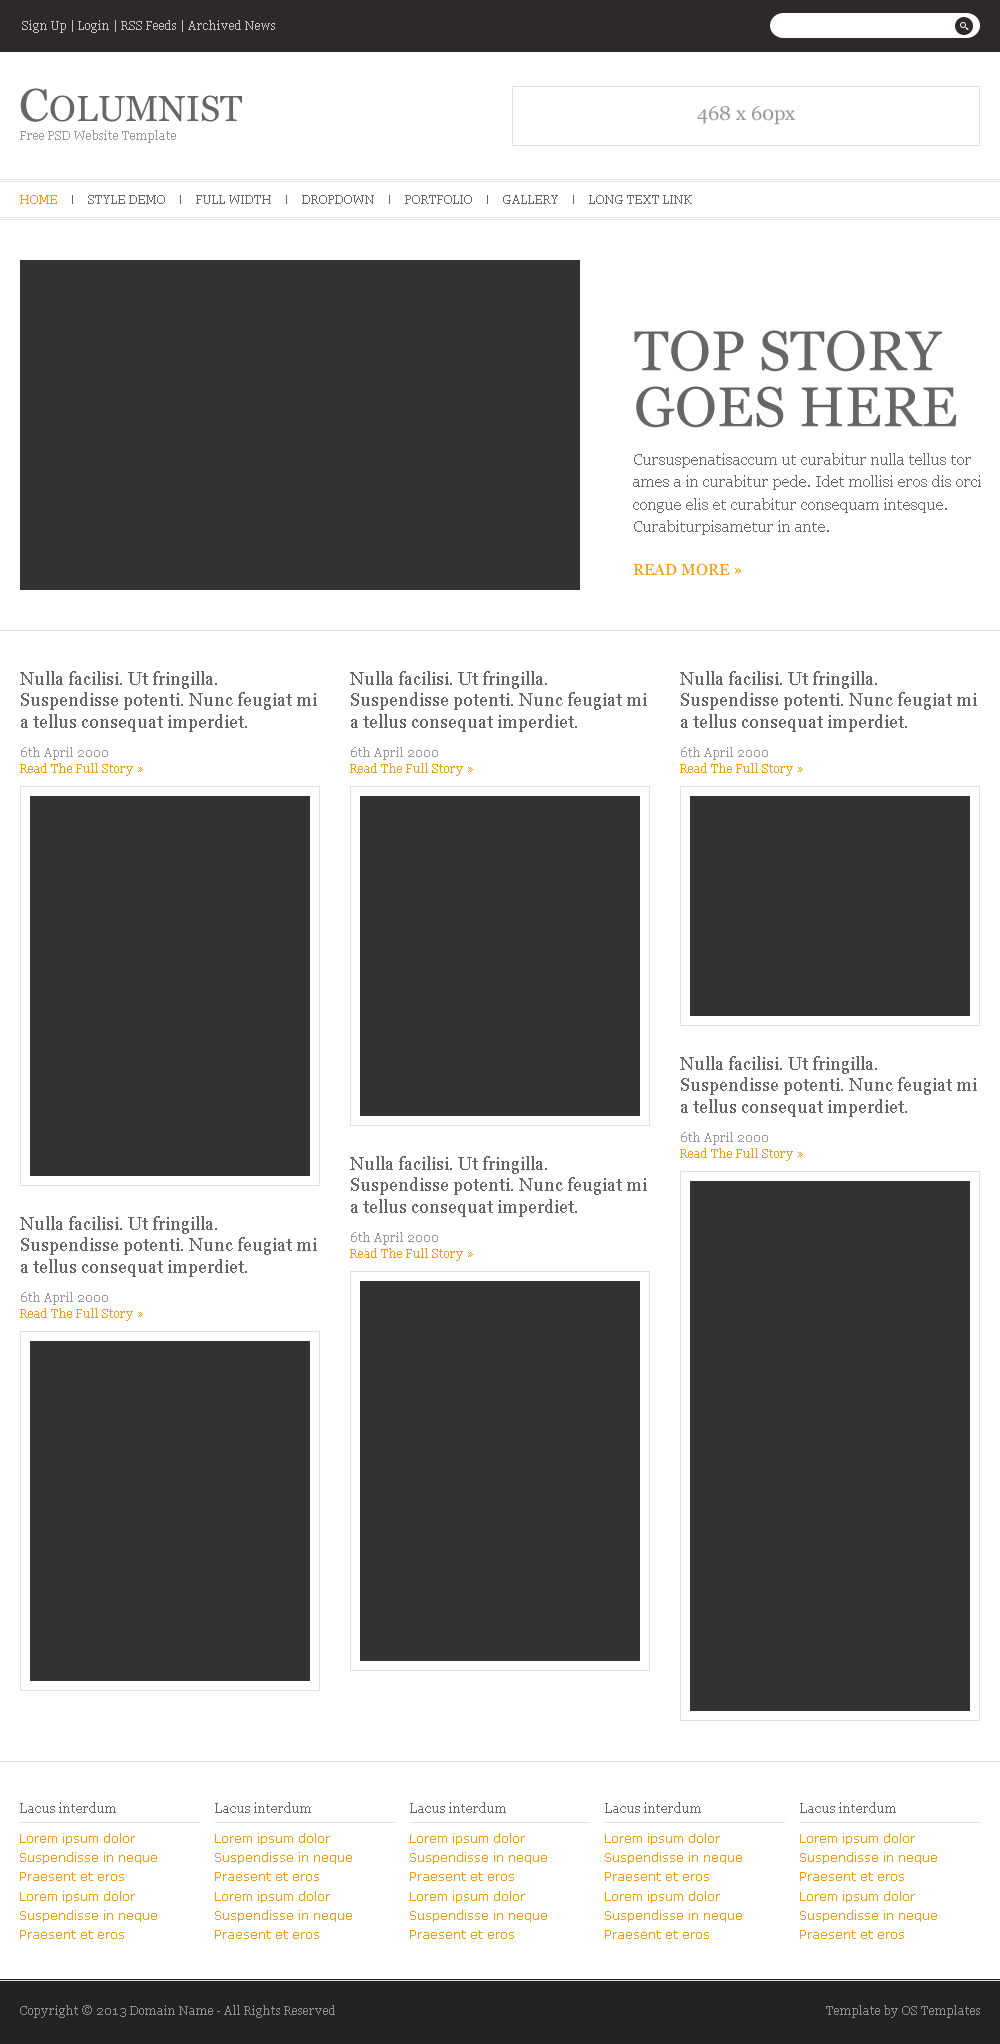 Sign Up | Login | RSS Feeds | Archived News
COLUMNIST
Free PSD Website Template
468 x 60px
HOME | STYLE DEMO | FULL WIDTH | DROPDOWN | PORTFOLIO | GALLERY | LONG TEXT LINK
TOP STORY
GOES HERE
Cursuspenatisaccum ut curabitur nulla tellus tor
ames a in curabitur pede. Idet mollisi eros dis orci
congue elis et curabitur consequam intesque.
Curabiturpisametur in ante.
READ MORE »
Nulla facilisi. Ut fringilla.
Suspendisse potenti. Nunc feugiat mi
a tellus consequat imperdiet.
6th April 2000
Read The Full Story »
Nulla facilisi. Ut fringilla.
Suspendisse potenti. Nunc feugiat mi
a tellus consequat imperdiet.
6th April 2000
Read The Full Story »
Nulla facilisi. Ut fringilla.
Suspendisse potenti. Nunc feugiat mi
a tellus consequat imperdiet.
6th April 2000
Read The Full Story »
Nulla facilisi. Ut fringilla.
Suspendisse potenti. Nunc feugiat mi
a tellus consequat imperdiet.
6th April 2000
Read The Full Story »
Nulla facilisi. Ut fringilla.
Suspendisse potenti. Nunc feugiat mi
a tellus consequat imperdiet.
6th April 2000
Read The Full Story »
Nulla facilisi. Ut fringilla.
Suspendisse potenti. Nunc feugiat mi
a tellus consequat imperdiet.
6th April 2000
Read The Full Story »
Lacus interdum
Lorem ipsum dolor
Suspendisse in neque
Praesent et eros
Lorem ipsum dolor
Suspendisse in neque
Praesent et eros
Lacus interdum
Lorem ipsum dolor
Suspendisse in neque
Praesent et eros
Lorem ipsum dolor
Suspendisse in neque
Praesent et eros
Lacus interdum
Lorem ipsum dolor
Suspendisse in neque
Praesent et eros
Lorem ipsum dolor
Suspendisse in neque
Praesent et eros
Lacus interdum
Lorem ipsum dolor
Suspendisse in neque
Praesent et eros
Lorem ipsum dolor
Suspendisse in neque
Praesent et eros
Lacus interdum
Lorem ipsum dolor
Suspendisse in neque
Praesent et eros
Lorem ipsum dolor
Suspendisse in neque
Praesent et eros
Copyright © 2013 Domain Name - All Rights Reserved
Template by OS Templates